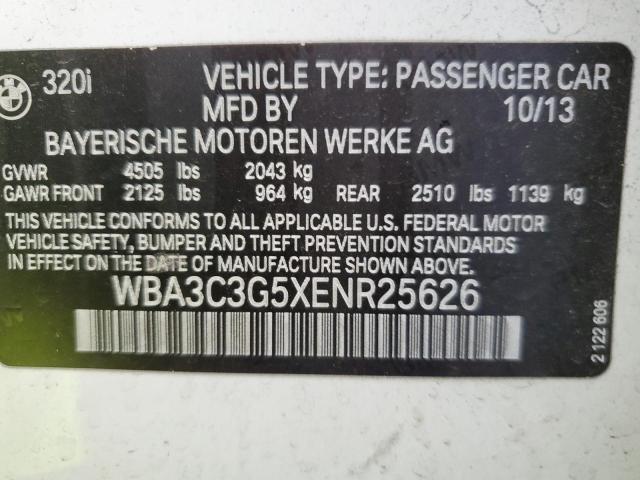 BMW
320i VEHICLE TYPE: PASSENGER CAR
MFD BY 10/13
BAYERISCHE MOTOREN WERKE AG
GVWR 4505 lbs 2043 kg
GAWR FRONT 2125 lbs 964 kg REAR 2510 lbs 1139 kg
THIS VEHICLE CONFORMS TO ALL APPLICABLE U.S. FEDERAL MOTOR
VEHICLE SAFETY, BUMPER AND THEFT PREVENTION STANDARDS
IN EFFECT ON THE DATE OF MANUFACTURE SHOWN ABOVE.
WBA3C3G5XENR25626
2 122 606